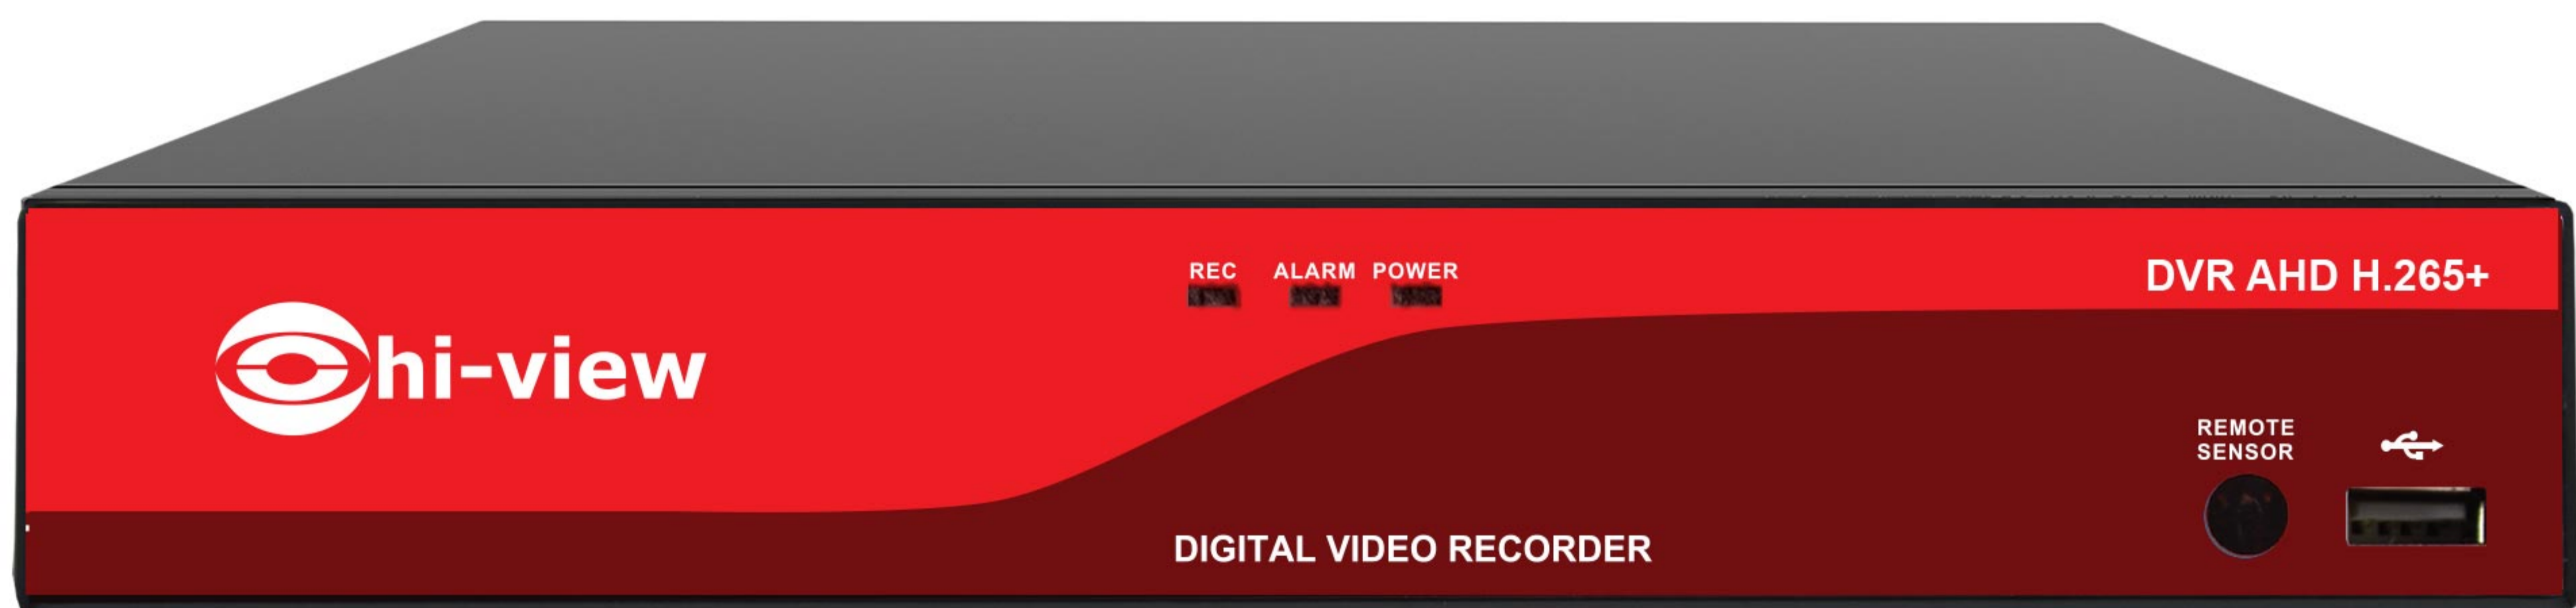 REC ALARM POWER
DVR AHD H.265+
hi-view
REMOTE
SENSOR
DIGITAL VIDEO RECORDER